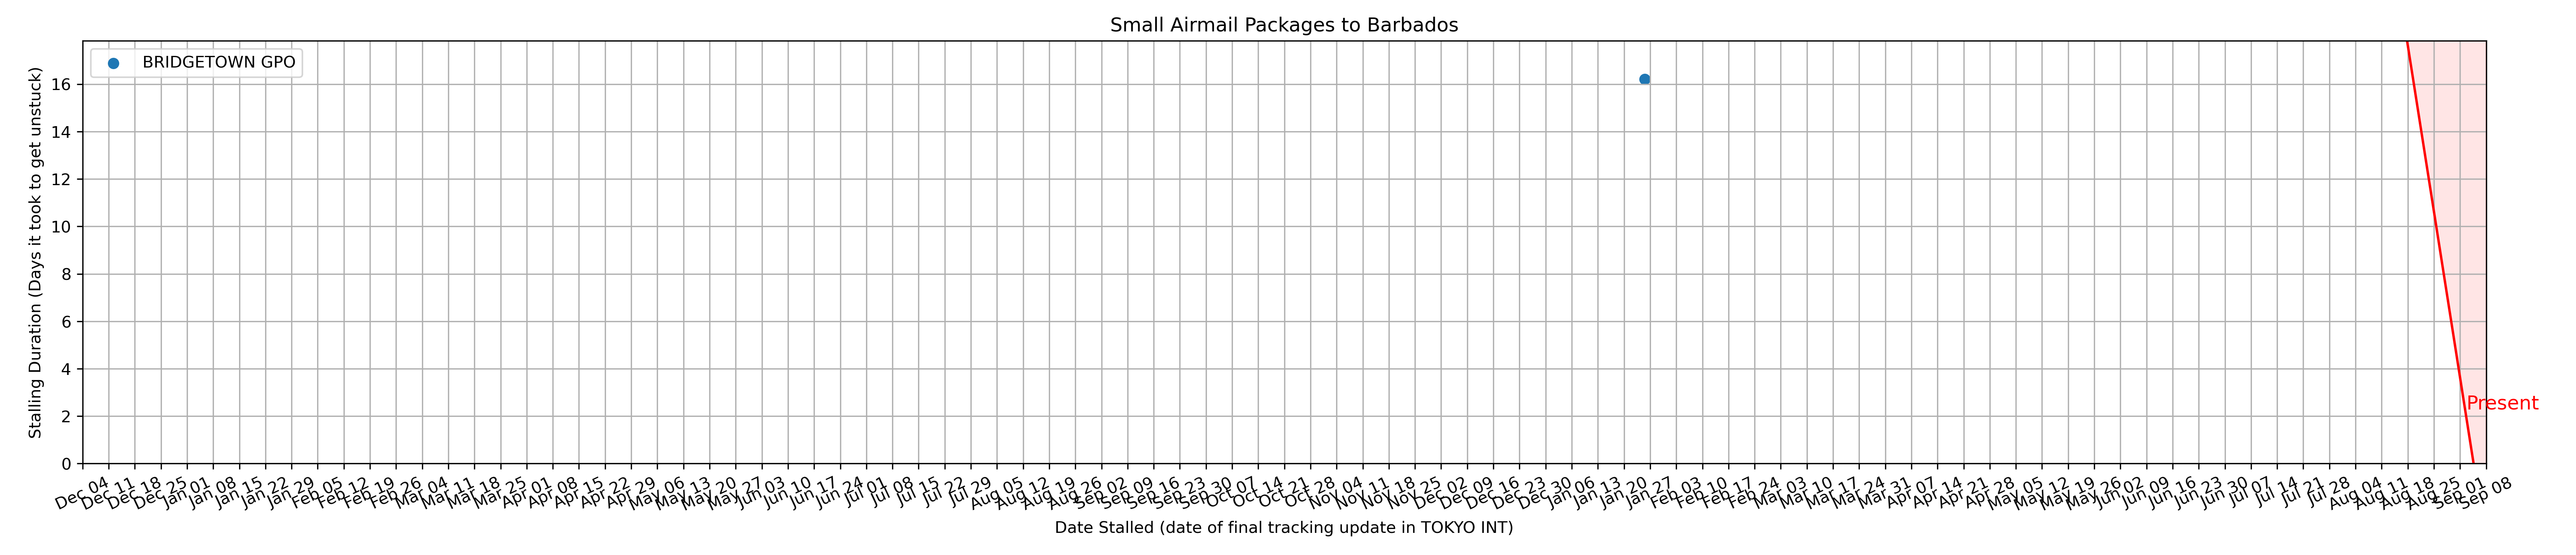 Small Airmail Packages to Barbados
BRIDGETOWN GPO
Stalling Duration (Days it took to get unstuck)
16
14
12
10
8
6
4
2
0
Present
Dec 04
Dec 11
Dec 18
Dec 25
Jan 01
Jan 08
Jan 15
Jan 22
Jan 29
Feb 05
Feb 12
Feb 19
Feb 26
Mar 04
Mar 11
Mar 18
Mar 25
Apr 01
Apr 08
Apr 15
Apr 22
Apr 29
May 06
May 13
May 20
May 27
Jun 03
Jun 10
Jun 17
Jun 24
Jul 01
Jul 08
Jul 15
Jul 22
Jul 29
Aug 05
Aug 12
Aug 19
Aug 26
Sep 02
Sep 09
Sep 16
Sep 23
Sep 30
Oct 07
Oct 14
Oct 21
Oct 28
Nov 04
Nov 11
Nov 18
Nov 25
Dec 02
Dec 09
Dec 16
Dec 23
Dec 30
Jan 06
Jan 13
Jan 20
Jan 27
Feb 03
Feb 10
Feb 17
Feb 24
Mar 03
Mar 10
Mar 17
Mar 24
Mar 31
Apr 07
Apr 14
Apr 21
Apr 28
May 05
May 12
May 19
May 26
Jun 02
Jun 09
Jun 16
Jun 23
Jun 30
Jul 07
Jul 14
Jul 21
Jul 28
Aug 04
Aug 11
Aug 18
Aug 25
Sep 01
Sep 08
Date Stalled (date of final tracking update in TOKYO INT)